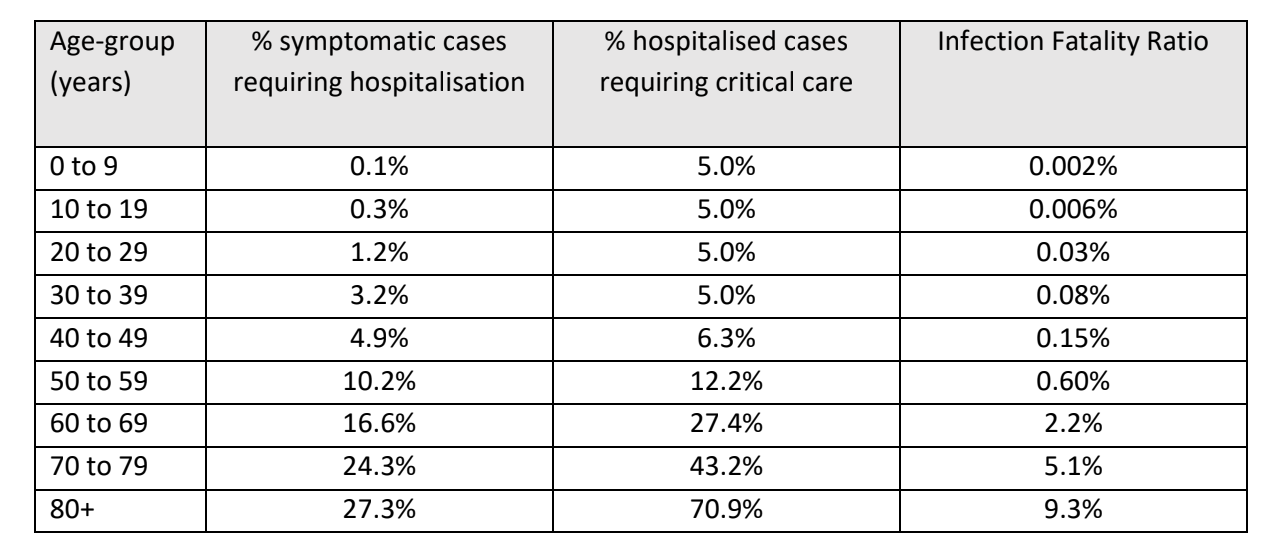 Age-group % symptomatic cases % hospitalised cases Infection Fatality Ratio
(years) requiring hospitalisation requiring critical care
0 to 9 0.1% 5.0% 0.002%
10 to 19 0.3% 5.0% 0.006%
20 to 29 1.2% 5.0% 0.03%
30 to 39 3.2% 5.0% 0.08%
40 to 49 4.9% 6.3% 0.15%
50 to 59 10.2% 12.2% 0.60%
60 to 69 16.6% 27.4% 2.2%
70 to 79 24.3% 43.2% 5.1%
80+ 27.3% 70.9% 9.3%